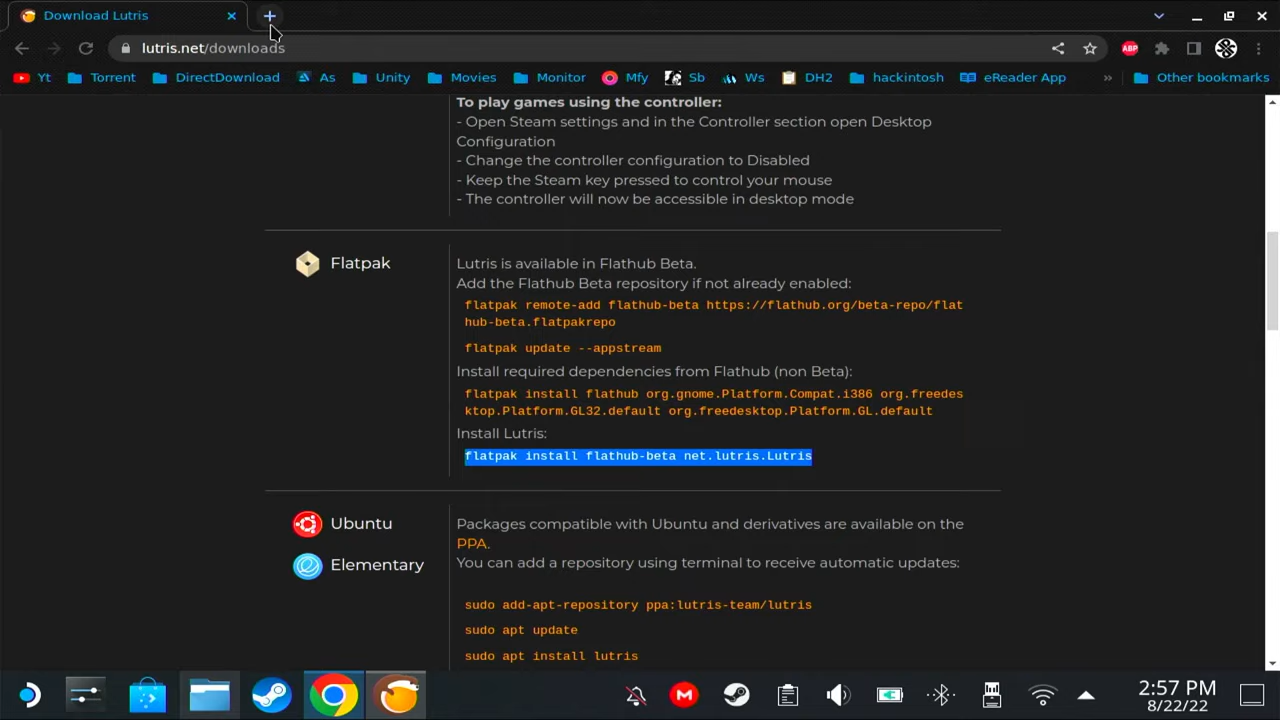 Download Lutris
lutris.net/downloads
ABP
Yt Torrent DirectDownload As Unity Movies Monitor Mfy Sb Ws DH2 hackintosh eReader App » Other bookmarks
To play games using the controller:
- Open Steam settings and in the Controller section open Desktop
Configuration
- Change the controller configuration to Disabled
- Keep the Steam key pressed to control your mouse
- The controller will now be accessible in desktop mode
Flatpak
Lutris is available in Flathub Beta.
Add the Flathub Beta repository if not already enabled:
flatpak remote-add flathub-beta https://flathub.org/beta-repo/flat
hub-beta.flatpakrepo
flatpak update --appstream
Install required dependencies from Flathub (non Beta):
flatpak install flathub org.gnome.Platform.Compat.i386 org.freedes
ktop.Platform.GL32.default org.freedesktop.Platform.GL.default
Install Lutris:
flatpak install flathub-beta net.lutris.Lutris
Ubuntu
Elementary
Packages compatible with Ubuntu and derivatives are available on the
PPA.
You can add a repository using terminal to receive automatic updates:
sudo add-apt-repository ppa:lutris-team/lutris
sudo apt update
sudo apt install lutris
2:57 PM
8/22/22